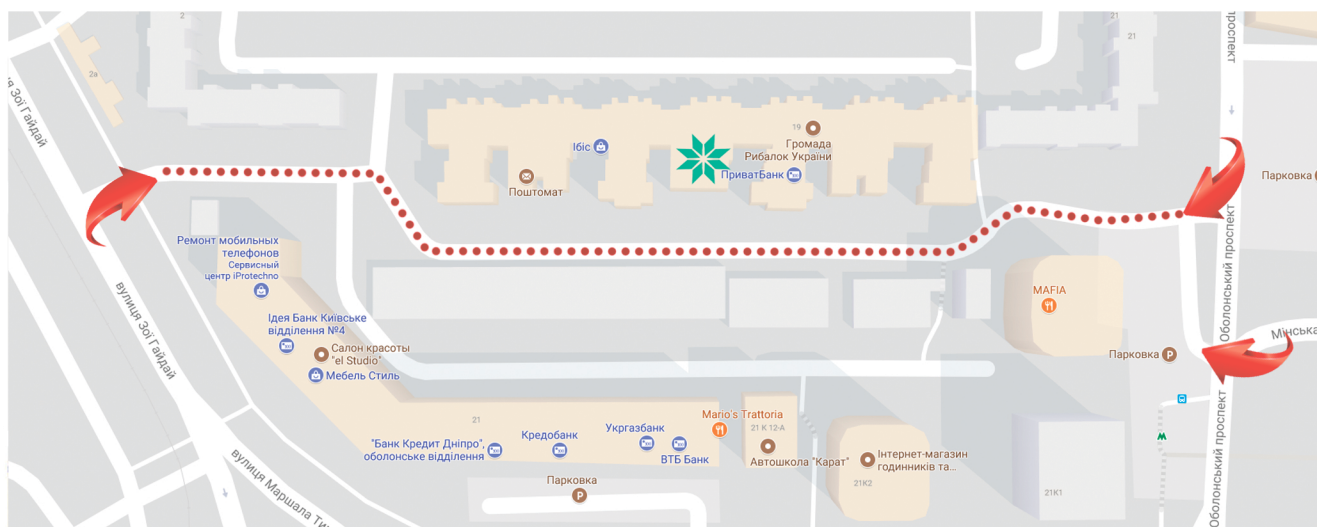 2
2а
21
проспект
вулиця Зої Гайдай
Ібіс
19
Громада
Рибалок України
ПриватБанк
Поштомат
Парковка
Ремонт мобильных
телефонов
Сервисный
центр iProtechno
Оболонський проспект
MAFIA
вулиця Зої Гайдай
Ідея Банк Київське
відділення №4
Салон красоты
"el Studio"
Мебель Стиль
Мінська
Парковка
21
Mario's Trattoria
21 К 12-А
"Банк Кредит Дніпро",
оболонське відділення
Кредобанк
Укргазбанк
ВТБ Банк
Автошкола "Карат"
Інтернет-магазин
годинників та...
Парковка
21К2
21К1
вулиця Маршала
Оболонський проспект